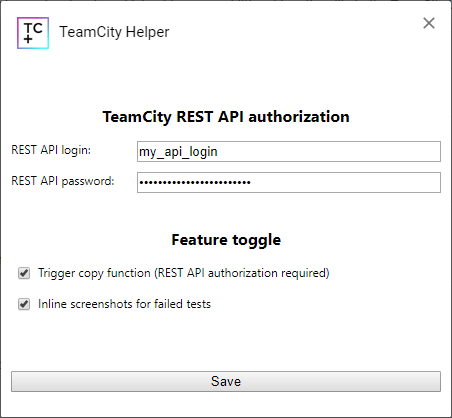 TC
+
TeamCity Helper
TeamCity REST API authorization
REST API login:
my_api_login
REST API password:
••••••••••••••••••••••••
Feature toggle
Trigger copy function (REST API authorization required)
Inline screenshots for failed tests
Save